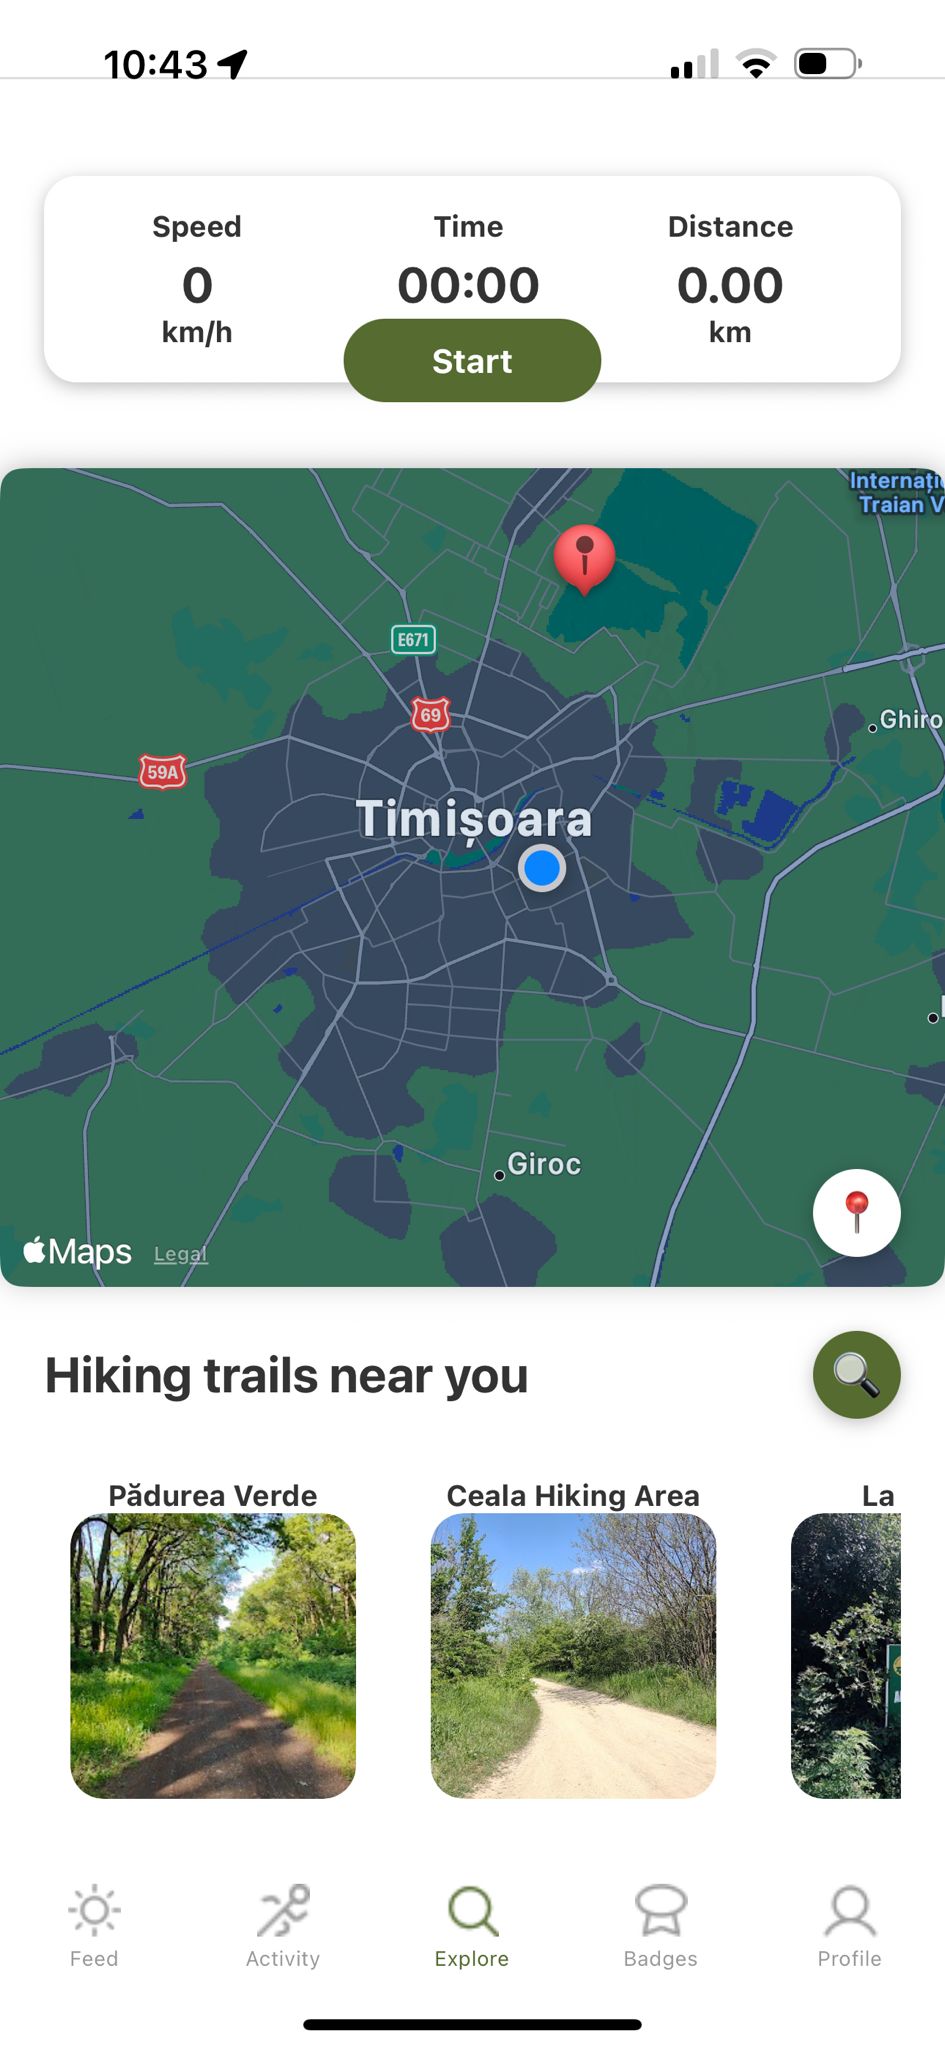 10:43
Speed
Time
Distance
0
00:00
0.00
km/h
km
Start
Internați
Traian V
E671
69
59A
Ghiro
Timișoara
Giroc
Maps
Legal
Hiking trails near you
Pădurea Verde
Ceala Hiking Area
La
Feed
Activity
Explore
Badges
Profile